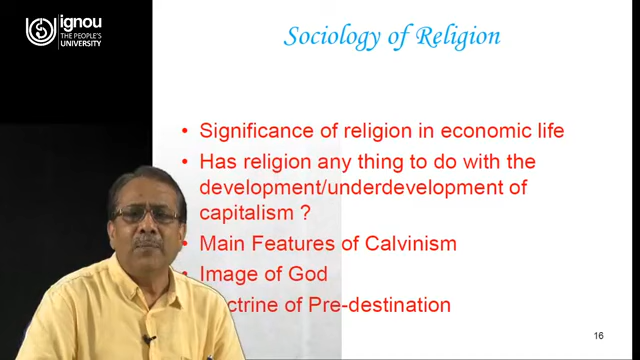 ignou
THE PEOPLE'S
UNIVERSITY
Sociology of Religion
• Significance of religion in economic life
• Has religion any thing to do with the
development/underdevelopment of
capitalism ?
• Main Features of Calvinism
• Image of God
of Pre-destination
16